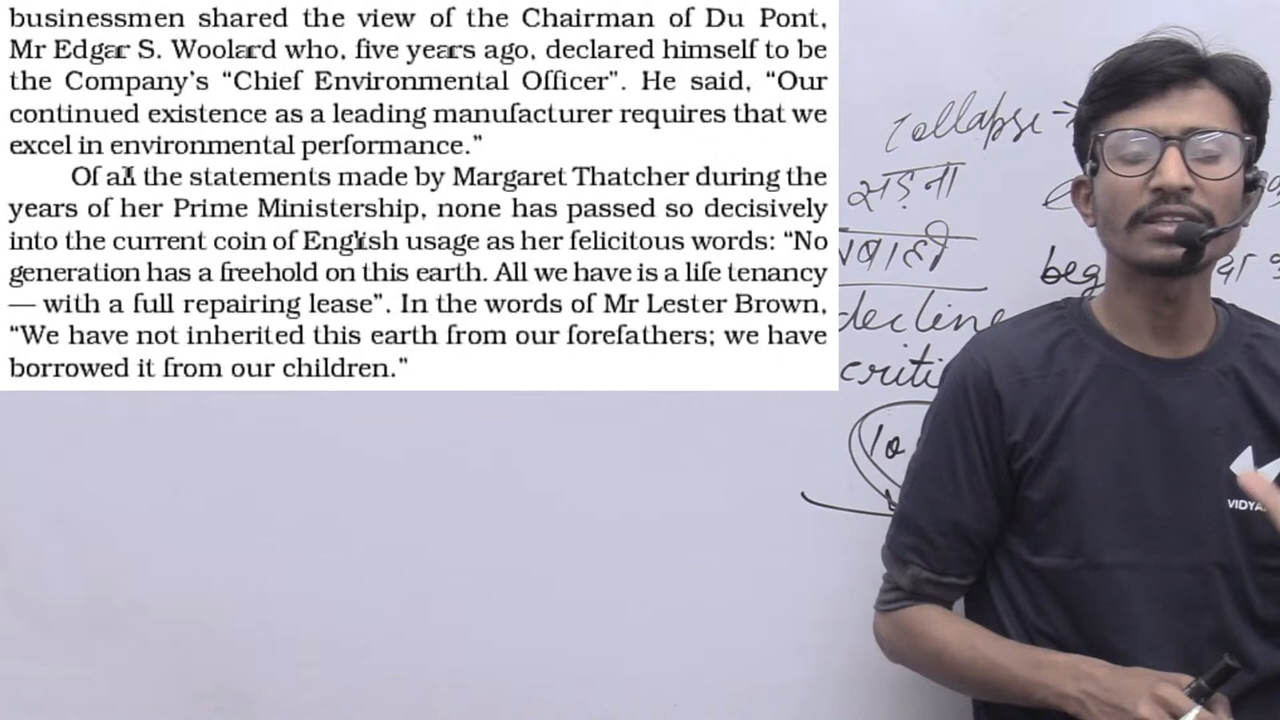 businessmen shared the view of the Chairman of Du Pont,
Mr Edgar S. Woolard who, five years ago, declared himself to be
the Company's “Chief Environmental Officer”. He said, “Our
continued existence as a leading manufacturer requires that we
excel in environmental performance.”
Of all the statements made by Margaret Thatcher during the
years of her Prime Ministership, none has passed so decisively
into the current coin of English usage as her felicitous words: “No
generation has a freehold on this earth. All we have is a life tenancy
— with a full repairing lease”. In the words of Mr Lester Brown,
“We have not inherited this earth from our forefathers; we have
borrowed it from our children.”
collapse →
सड़ना
decline